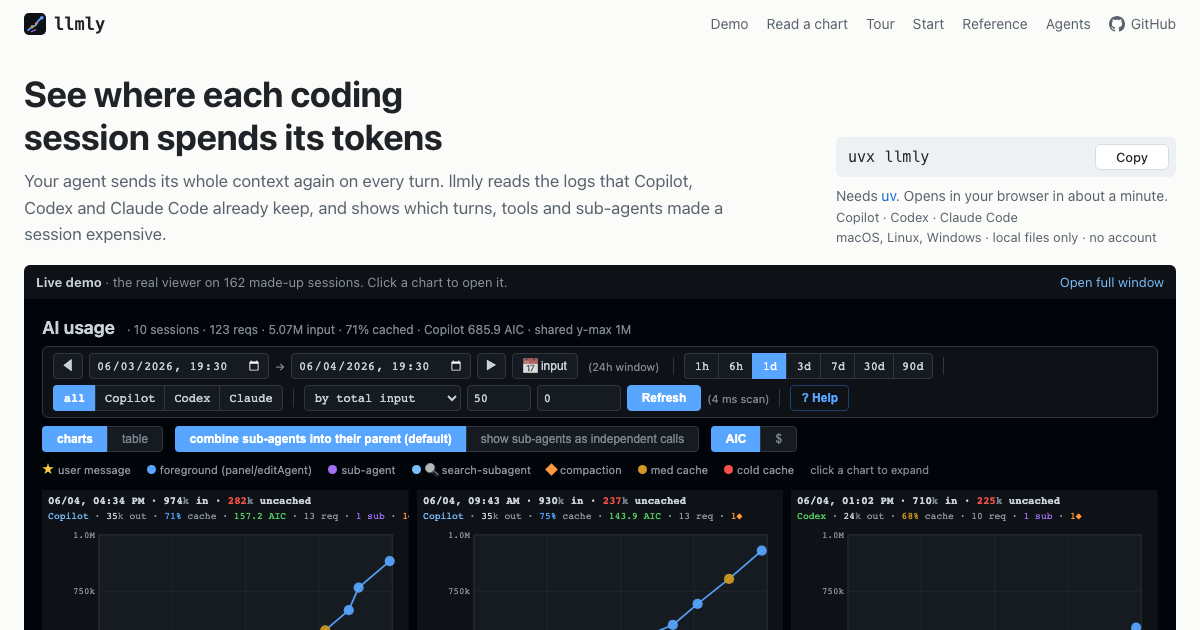 llmly
Demo Read a chart Tour Start Reference Agents GitHub
See where each coding
session spends its tokens
Your agent sends its whole context again on every turn. llmly reads the logs that Copilot,
Codex and Claude Code already keep, and shows which turns, tools and sub-agents made a
session expensive.
uvx llmly Copy
Needs uv. Opens in your browser in about a minute.
Copilot · Codex · Claude Code
macOS, Linux, Windows · local files only · no account
Live demo · the real viewer on 162 made-up sessions. Click a chart to open it. Open full window
AI usage · 10 sessions · 123 reqs · 5.07M input · 71% cached · Copilot 685.9 AIC · shared y-max 1M
◀ 06/03/2026, 19:30 → 06/04/2026, 19:30 ▶ input (24h window) 1h 6h 1d 3d 7d 30d 90d
all Copilot Codex Claude by total input 50 0 Refresh (4 ms scan) ? Help
charts table combine sub-agents into their parent (default) show sub-agents as independent calls AIC $
user message foreground (panel/editAgent) sub-agent search-subagent compaction med cache cold cache click a chart to expand
06/04, 04:34 PM · 974k in · 282k uncached
Copilot · 35k out · 71% cache · 157.2 AIC · 13 req · 1 sub ·
1.0M
750k
06/04, 09:43 AM · 930k in · 237k uncached
Copilot · 35k out · 75% cache · 143.9 AIC · 13 req · 1◆
1.0M
750k
06/04, 01:02 PM · 710k in · 225k uncached
Codex · 24k out · 68% cache · 10 req · 1 sub · 1◆
1.0M
750k